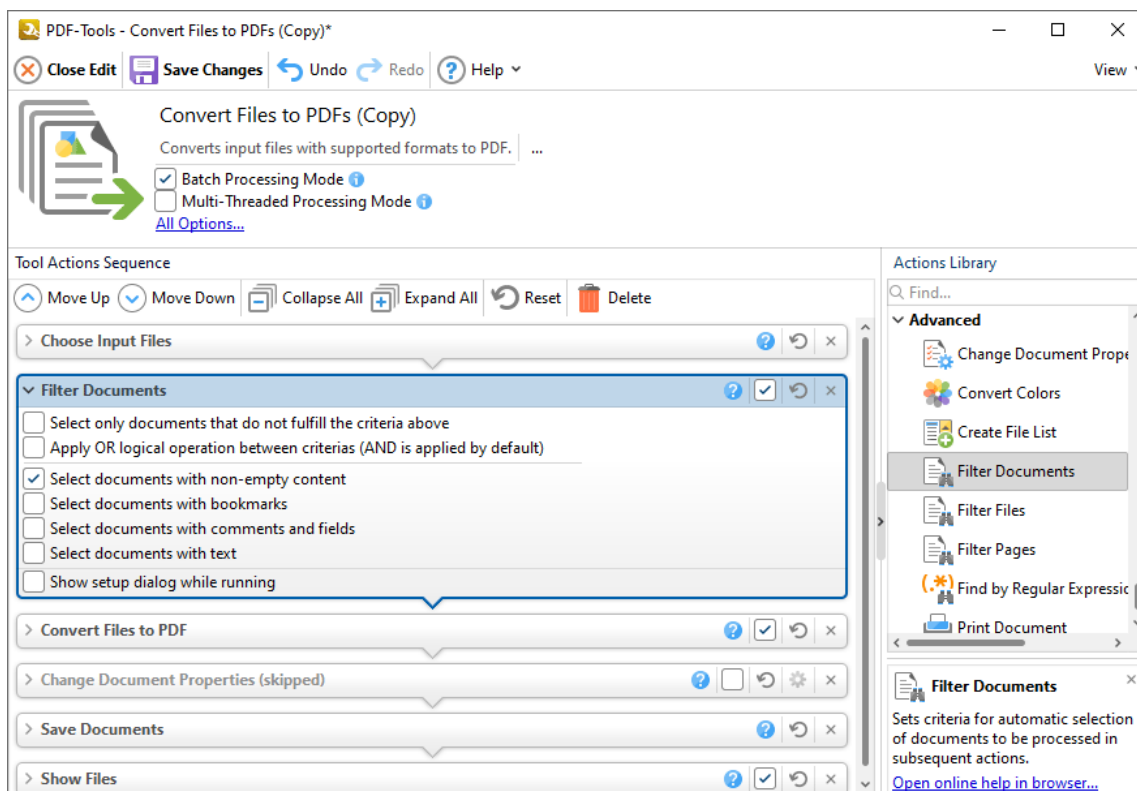 PDF-Tools - Convert Files to PDFs (Copy)*
Close Edit Save Changes Undo Redo Help View
Convert Files to PDFs (Copy)
Converts input files with supported formats to PDF. ...
Batch Processing Mode
Multi-Threaded Processing Mode
All Options...
Tool Actions Sequence
Move Up Move Down Collapse All Expand All Reset Delete
Choose Input Files
Filter Documents
Select only documents that do not fulfill the criteria above
Apply OR logical operation between criterias (AND is applied by default)
Select documents with non-empty content
Select documents with bookmarks
Select documents with comments and fields
Select documents with text
Show setup dialog while running
Convert Files to PDF
Change Document Properties (skipped)
Save Documents
Show Files
Actions Library
Find...
Advanced
Change Document Prope
Convert Colors
Create File List
Filter Documents
Filter Files
Filter Pages
(.*) Find by Regular Expressic
Print Document
Filter Documents
Sets criteria for automatic selection
of documents to be processed in
subsequent actions.
Open online help in browser...